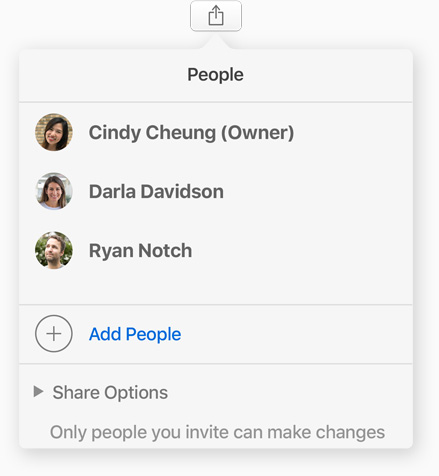 People
Cindy Cheung (Owner)
Darla Davidson
Ryan Notch
Add People
Share Options
Only people you invite can make changes